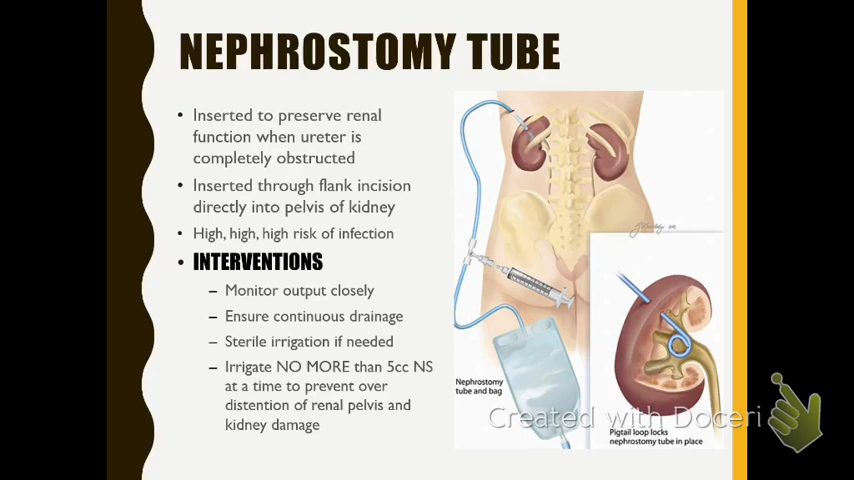 NEPHROSTOMY TUBE
• Inserted to preserve renal
function when ureter is
completely obstructed
• Inserted through flank incision
directly into pelvis of kidney
• High, high, high risk of infection
• INTERVENTIONS
– Monitor output closely
– Ensure continuous drainage
– Sterile irrigation if needed
– Irrigate NO MORE than 5cc NS
at a time to prevent over
distention of renal pelvis and
kidney damage
Nephrostomy
tube and bag
Pigtail loop locks
nephrostomy tube in place
Created with Doceri